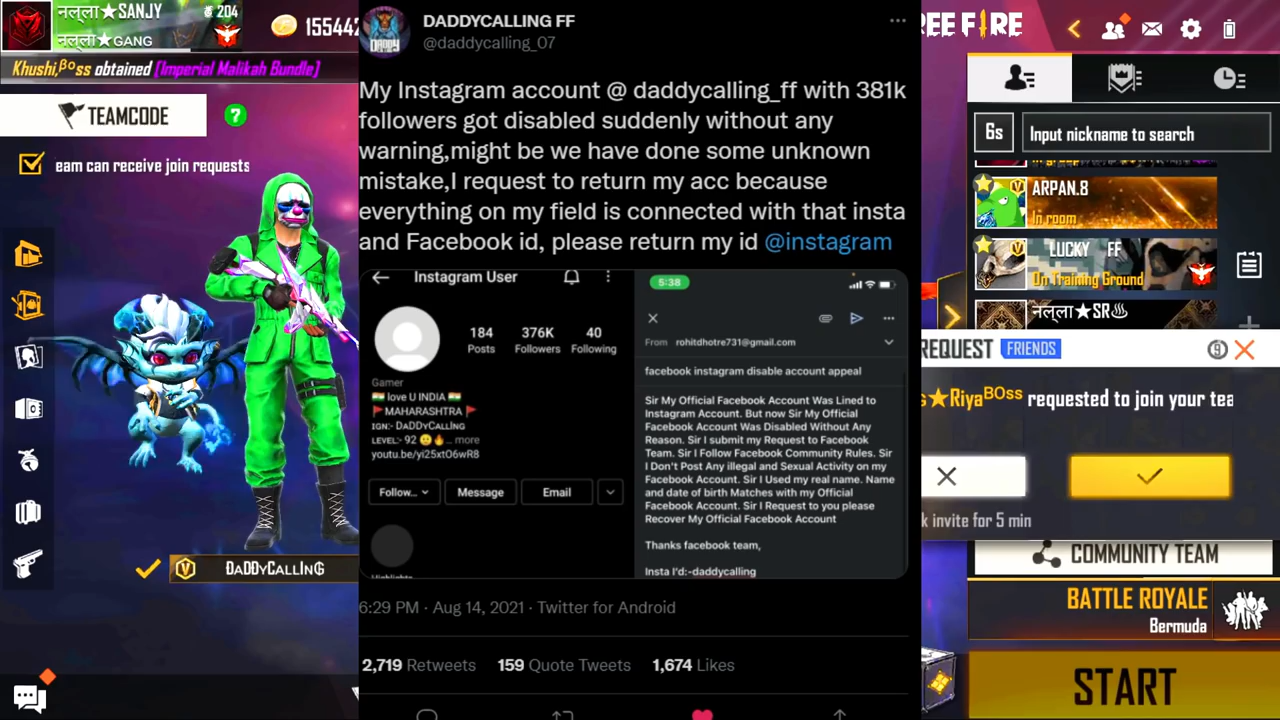 नल्ला★SANJY
204
नल्ला★GANG
155442
Khushi,ᴮᵒss obtained [Imperial Malikah Bundle]
TEAMCODE
?
eam can receive join requests
V
ĐaĐĐYCALLİNG
DADDYCALLING FF
@daddycalling_07
My Instagram account @ daddycalling_ff with 381k
followers got disabled suddenly without any
warning,might be we have done some unknown
mistake,I request to return my acc because
everything on my field is connected with that insta
and Facebook id, please return my id @instagram
Instagram User
184
376K
40
Posts
Followers
Following
Gamer
🇮🇳 love U INDIA 🇮🇳
🚩MAHARASHTRA 🚩
IGN:- DADDYCALLING
LEVEL:- 92 🙂🔥... more
youtu.be/yi25xtO6wR8
Follow...
Message
Email
5:38
From rohitdhotre731@gmail.com
facebook instagram disable account appeal
Sir My Official Facebook Account Was Lined to
Instagram Account. But now Sir My Official
Facebook Account Was Disabled Without Any
Reason. Sir I submit my Request to Facebook
Team. Sir I Follow Facebook Community Rules. Sir
I Don't Post Any illegal and Sexual Activity on my
Facebook Account. Sir I Used my real name. Name
and date of birth Matches with my Official
Facebook Account. Sir I Request to you please
Recover My Official Facebook Account
Thanks facebook team,
Insta I'd:-daddycalling
6:29 PM · Aug 14, 2021 · Twitter for Android
2,719 Retweets 159 Quote Tweets 1,674 Likes
EE FIRE
6s
Input nickname to search
In group
ARPAN.8
In room
LUCKY FF
On Training Ground
नल्ला★SR♨
REQUEST FRIENDS
9
s★Riyaᴮᴼss requested to join your tea
k invite for 5 min
COMMUNITY TEAM
BATTLE ROYALE
Bermuda
START